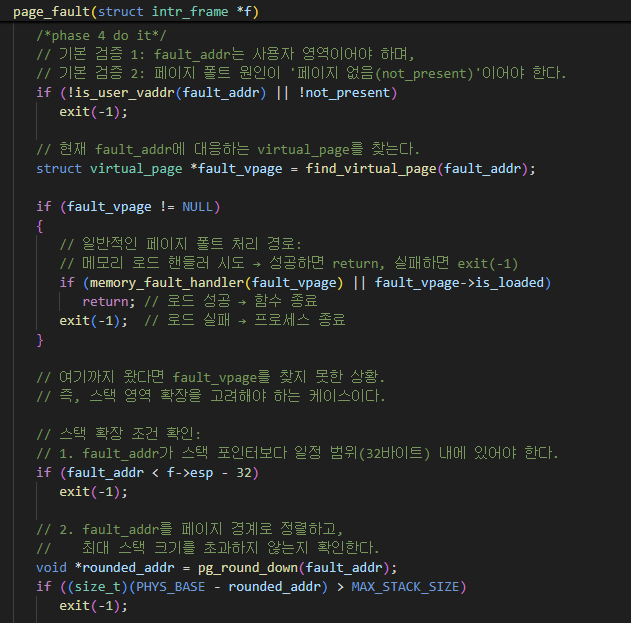 page_fault(struct intr_frame *f)
/*phase 4 do it*/
// 기본 검증 1: fault_addr는 사용자 영역이어야 하며,
// 기본 검증 2: 페이지 폴트 원인이 '페이지 없음(not_present)'이어야 한다.
if (!is_user_vaddr(fault_addr) || !not_present)
exit(-1);
// 현재 fault_addr에 대응하는 virtual_page를 찾는다.
struct virtual_page *fault_vpage = find_virtual_page(fault_addr);
if (fault_vpage != NULL)
{
// 일반적인 페이지 폴트 처리 경로:
// 메모리 로드 핸들러 시도 → 성공하면 return, 실패하면 exit(-1)
if (memory_fault_handler(fault_vpage) || fault_vpage->is_loaded)
return; // 로드 성공 → 함수 종료
exit(-1);  // 로드 실패 → 프로세스 종료
}
// 여기까지 왔다면 fault_vpage를 찾지 못한 상황.
// 즉, 스택 영역 확장을 고려해야 하는 케이스이다.
// 스택 확장 조건 확인:
// 1. fault_addr가 스택 포인터보다 일정 범위(32바이트) 내에 있어야 한다.
if (fault_addr < f->esp - 32)
exit(-1);
// 2. fault_addr를 페이지 경계로 정렬하고,
//    최대 스택 크기를 초과하지 않는지 확인한다.
void *rounded_addr = pg_round_down(fault_addr);
if ((size_t)(PHYS_BASE - rounded_addr) > MAX_STACK_SIZE)
exit(-1);